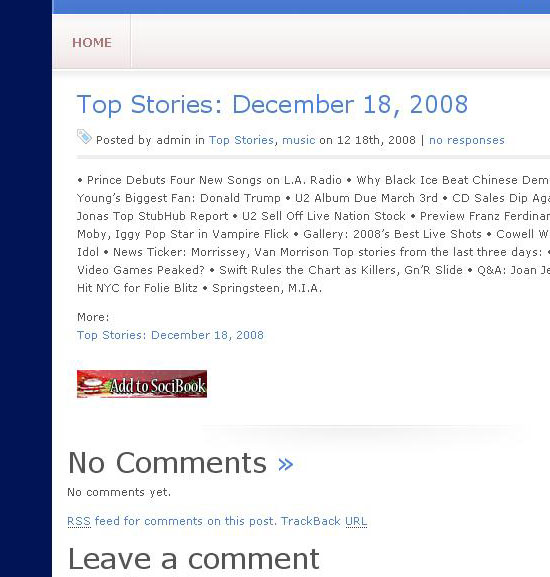 HOME
Top Stories: December 18, 2008
Posted by admin in Top Stories, music on 12 18th, 2008 | no responses
• Prince Debuts Four New Songs on L.A. Radio • Why Black Ice Beat Chinese Dem
Young's Biggest Fan: Donald Trump • U2 Album Due March 3rd • CD Sales Dip Aga
Jonas Top StubHub Report • U2 Sell Off Live Nation Stock • Preview Franz Ferdinan
Moby, Iggy Pop Star in Vampire Flick • Gallery: 2008's Best Live Shots • Cowell W
Idol • News Ticker: Morrissey, Van Morrison Top stories from the last three days: •
Video Games Peaked? • Swift Rules the Chart as Killers, Gn'R Slide • Q&A: Joan Je
Hit NYC for Folie Blitz • Springsteen, M.I.A.
More:
Top Stories: December 18, 2008
Add to SociBook
No Comments »
No comments yet.
RSS feed for comments on this post. TrackBack URL
Leave a comment